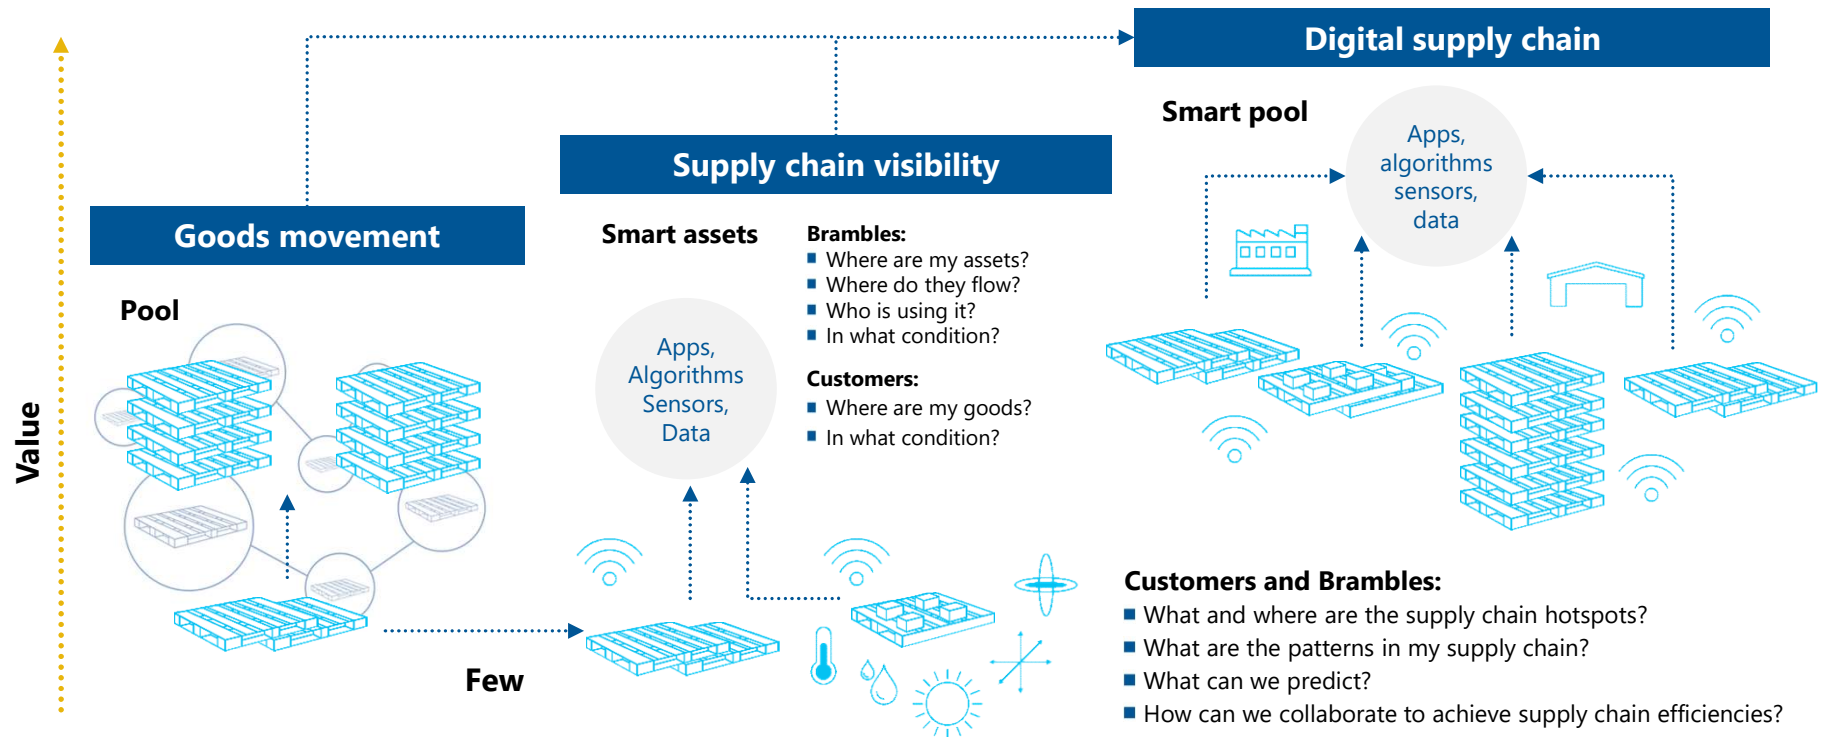 Value
Goods movement
Pool
Few
Supply chain visibility
Smart assets
Apps,
Algorithms
Sensors,
Data
Brambles:
Where are my assets?
Where do they flow?
Who is using it?
In what condition?
Customers:
Where are my goods?
In what condition?
Digital supply chain
Smart pool
Apps,
algorithms
sensors,
data
Customers and Brambles:
What and where are the supply chain hotspots?
What are the patterns in my supply chain?
What can we predict?
How can we collaborate to achieve supply chain efficiencies?